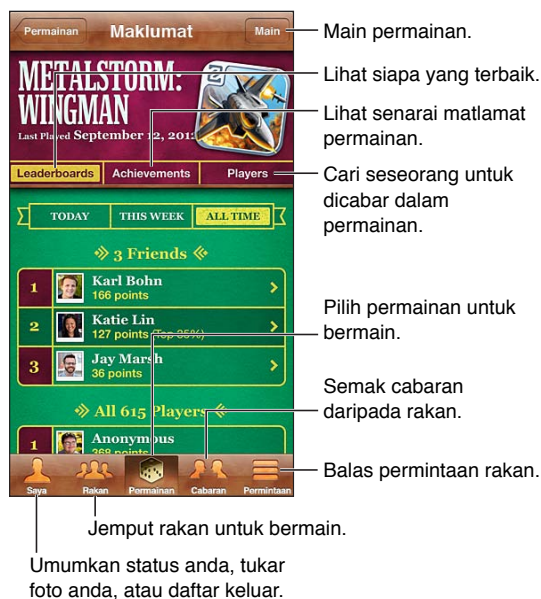 Permainan Maklumat Main
Main permainan.
METALSTORM:
WINGMAN
Last Played September 12, 2012
Lihat siapa yang terbaik.
Lihat senarai matlamat
permainan.
Leaderboards Achievements Players
Cari seseorang untuk
dicabar dalam
permainan.
TODAY THIS WEEK ALL TIME
3 Friends
1 Karl Bohn
166 points
2 Katie Lin
127 points (Top 35%)
3 Jay Marsh
36 points
Pilih permainan untuk
bermain.
Semak cabaran
daripada rakan.
All 615 Players
1 Anonymous
368 points
Saya Rakan Permainan Cabaran Permintaan
Balas permintaan rakan.
Jemput rakan untuk bermain.
Umumkan status anda, tukar
foto anda, atau daftar keluar.